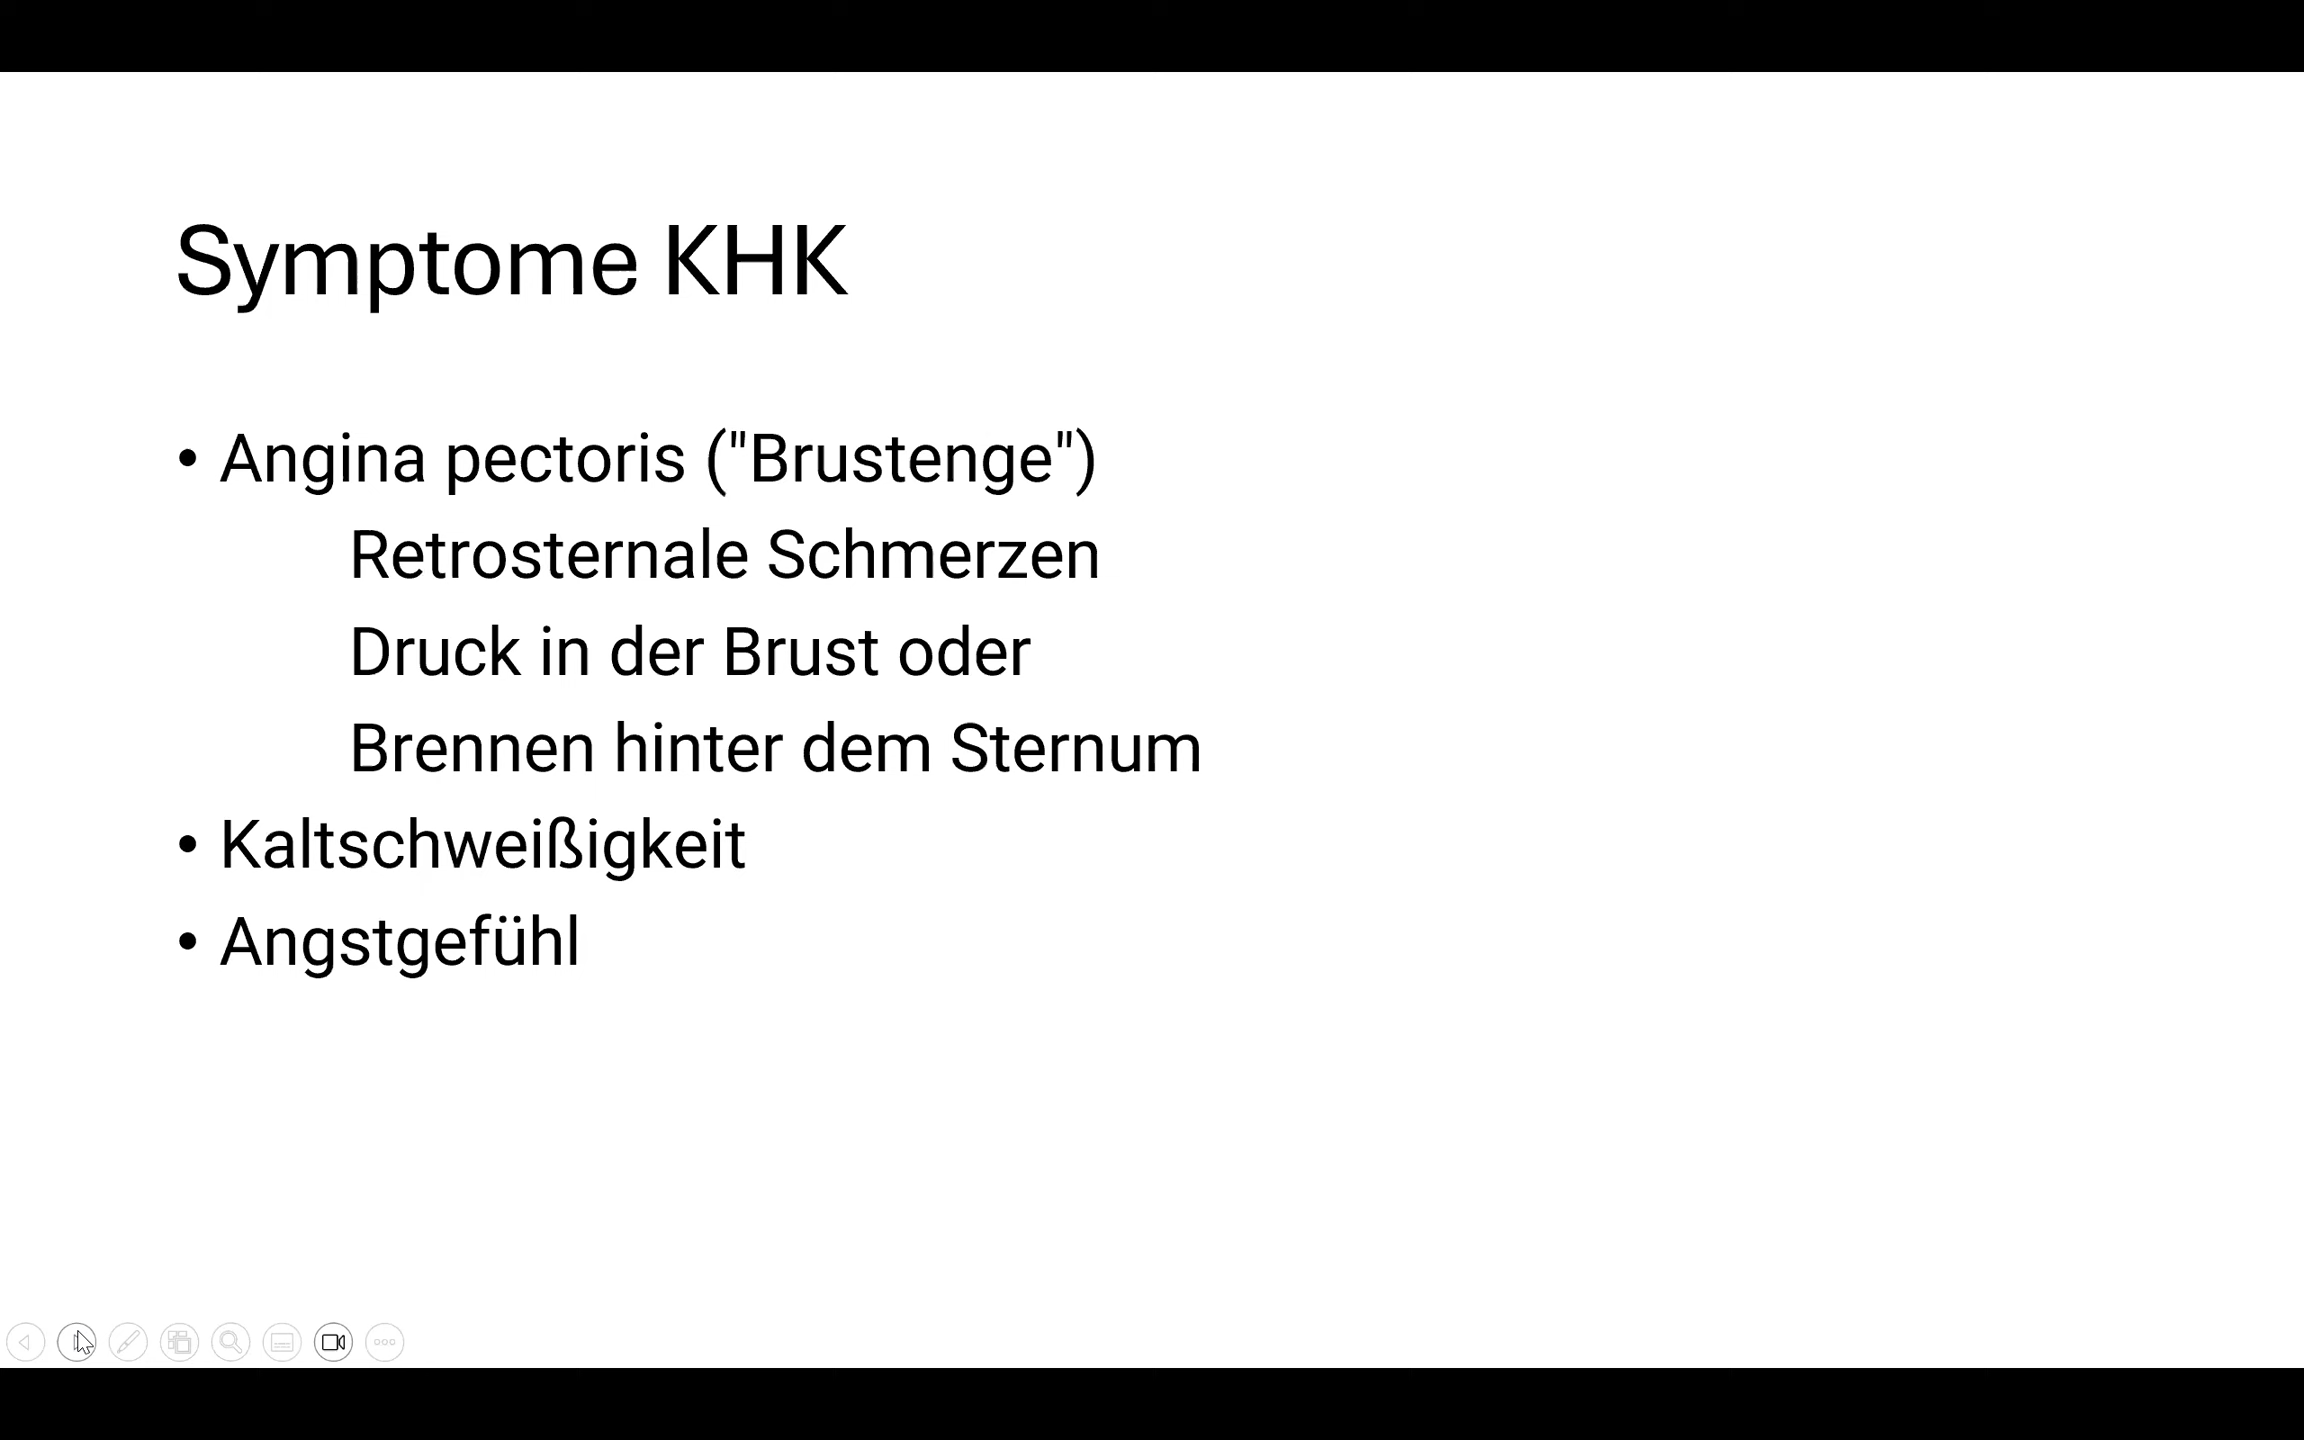 Symptome KHK
• Angina pectoris ("Brustenge")
Retrosternale Schmerzen
Druck in der Brust oder
Brennen hinter dem Sternum
• Kaltschweißigkeit
• Angstgefühl